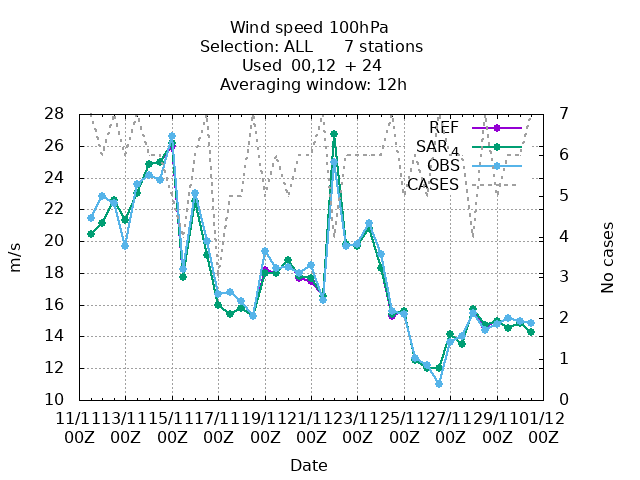 Wind speed 100hPa
Selection: ALL 7 stations
Used 00,12 + 24
Averaging window: 12h
28 7
REF
SAR_4
26 6
OBS
CASES
24 5
22
20 4
18 3
16 2
14
12 1
10 0
m/s
No cases
11/11 13/11 15/11 17/11 19/11 21/11 23/11 25/11 27/11 29/11 01/12
00Z 00Z 00Z 00Z 00Z 00Z 00Z 00Z 00Z 00Z 00Z
Date